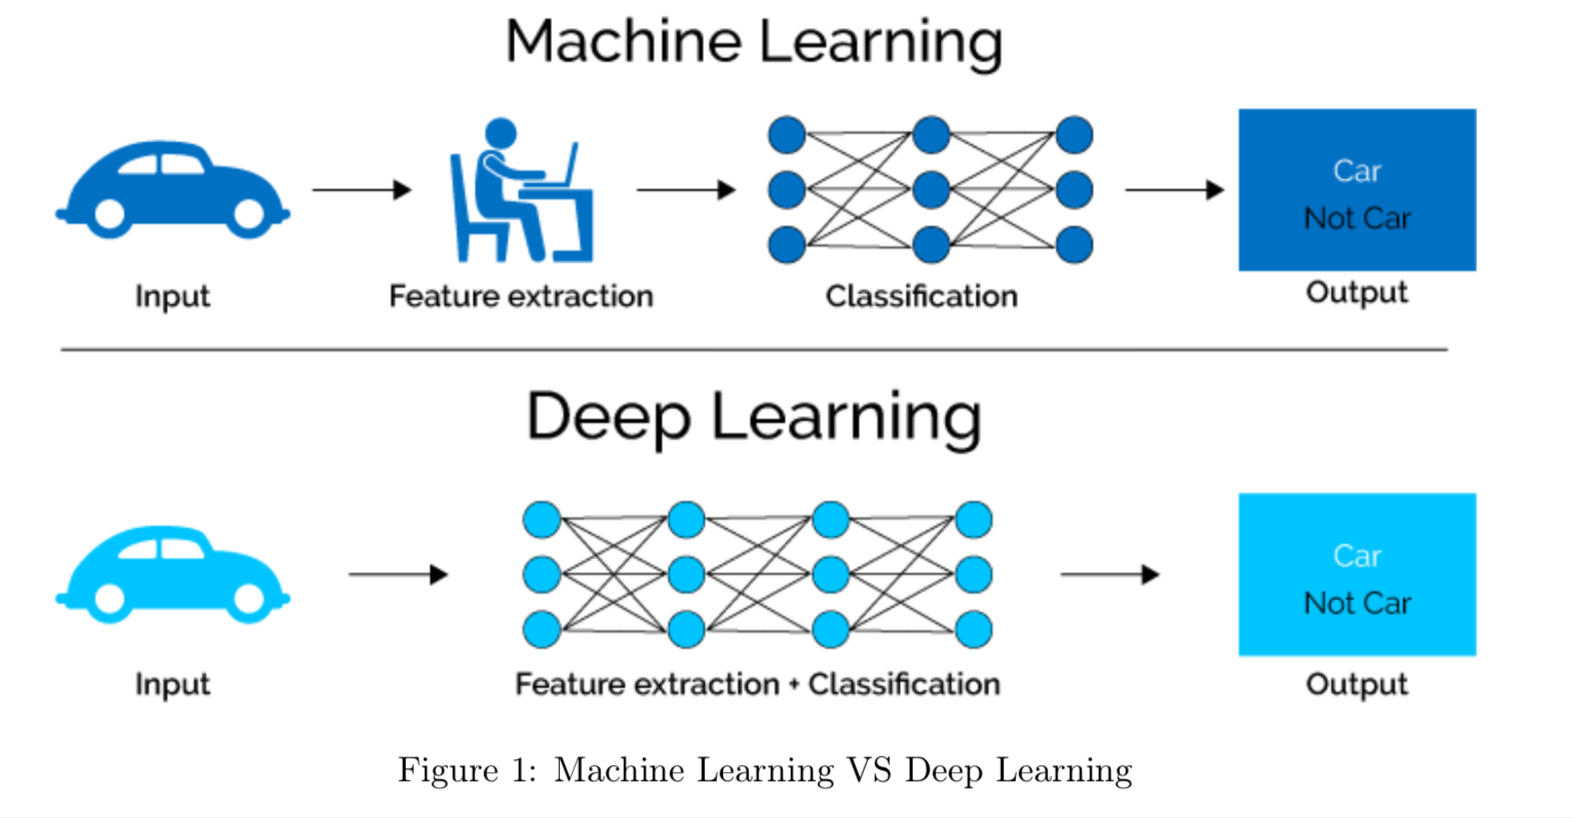 Machine Learning
Car
Not Car
Input
Feature extraction
Classification
Output
Deep Learning
Car
Not Car
Input
Feature extraction + Classification
Output
Figure 1: Machine Learning VS Deep Learning